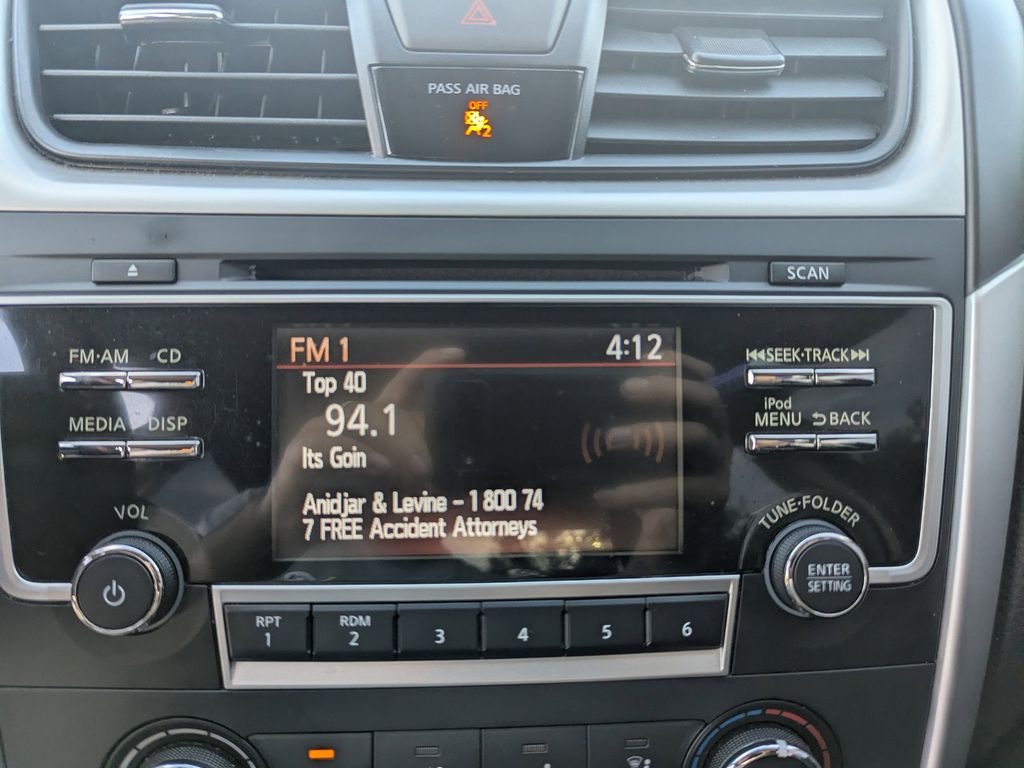 PASS AIR BAG
OFF
2
SCAN
FM·AM CD
MEDIA DISP
VOL
FM 1 4:12
Top 40
94.1
Its Goin
Anidjar & Levine - 1 800 74
7 FREE Accident Attorneys
SEEK·TRACK
iPod
MENU BACK
TUNE·FOLDER
ENTER
SETTING
RPT
1
RDM
2
3
4
5
6